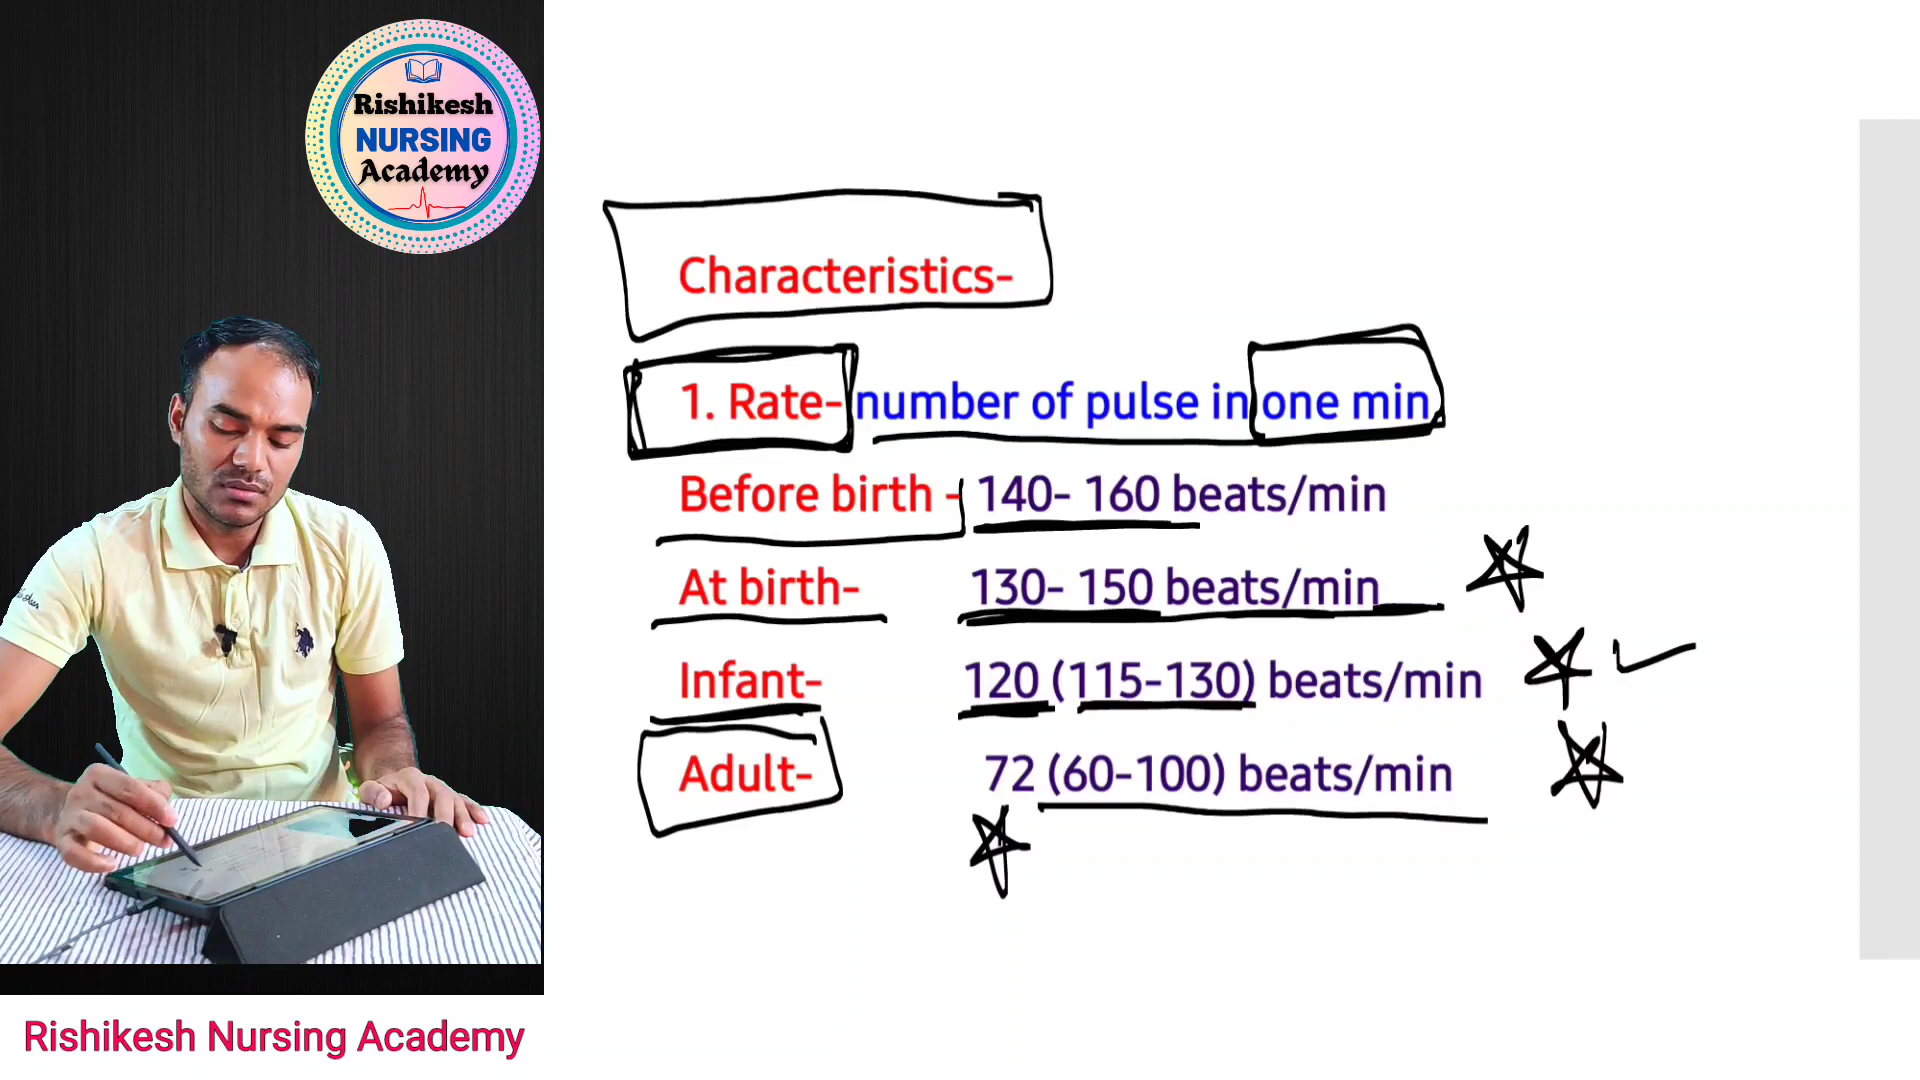 Rishikesh
NURSING
Academy
Characteristics-
1. Rate- number of pulse in one min
Before birth - 140- 160 beats/min
At birth- 130- 150 beats/min
Infant- 120 (115-130) beats/min
Adult- 72 (60-100) beats/min
Rishikesh Nursing Academy